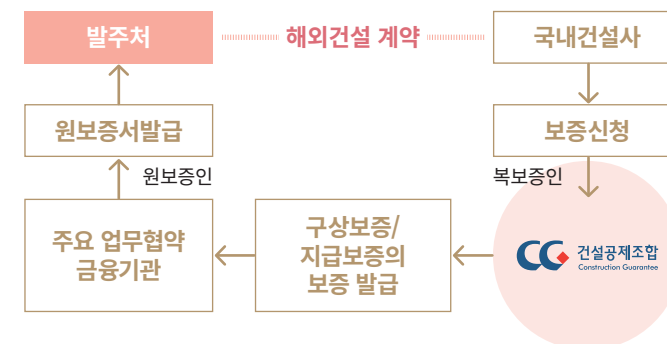 발주처
해외건설 계약
국내건설사
원보증서발급
보증신청
원보증인
복보증인
주요 업무협약
금융기관
구상보증/
지급보증의
보증 발급
CG 건설공제조합
Construction Guarantee